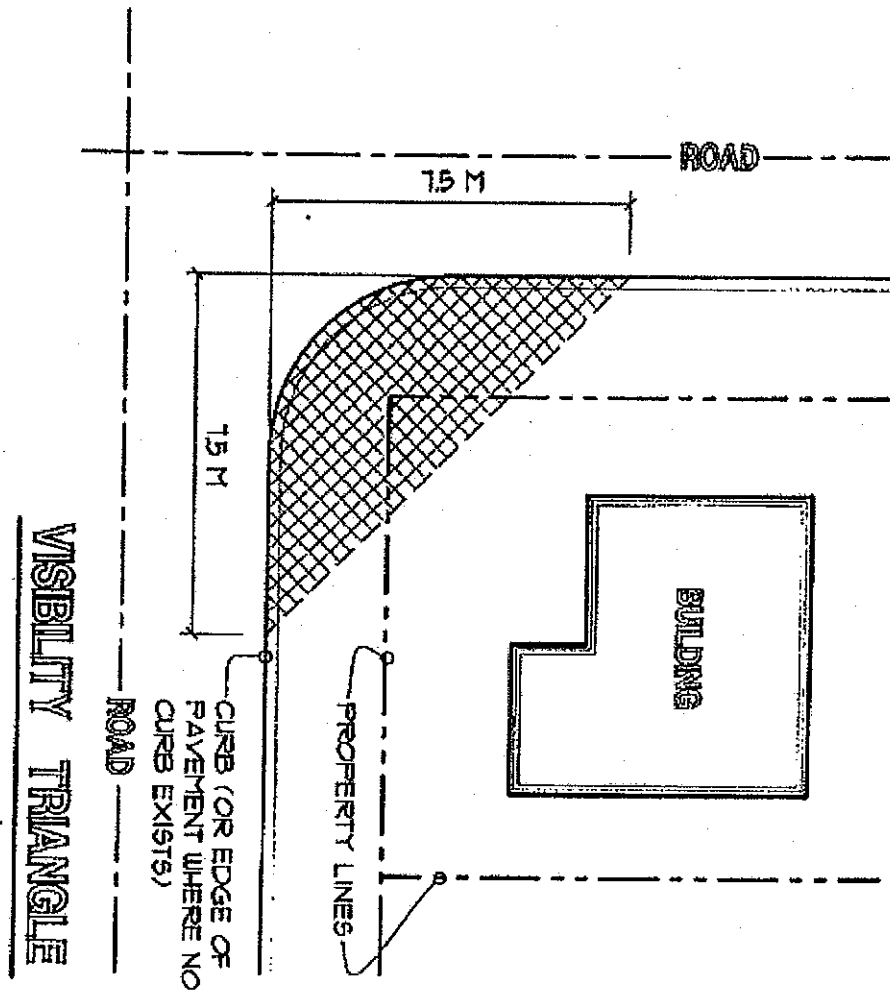 ROAD
7.5 M
7.5 M
BUILDING
PROPERTY LINES
CURB (OR EDGE OF
PAVEMENT WHERE NO
CURB EXISTS)
ROAD
VISIBILITY TRIANGLE